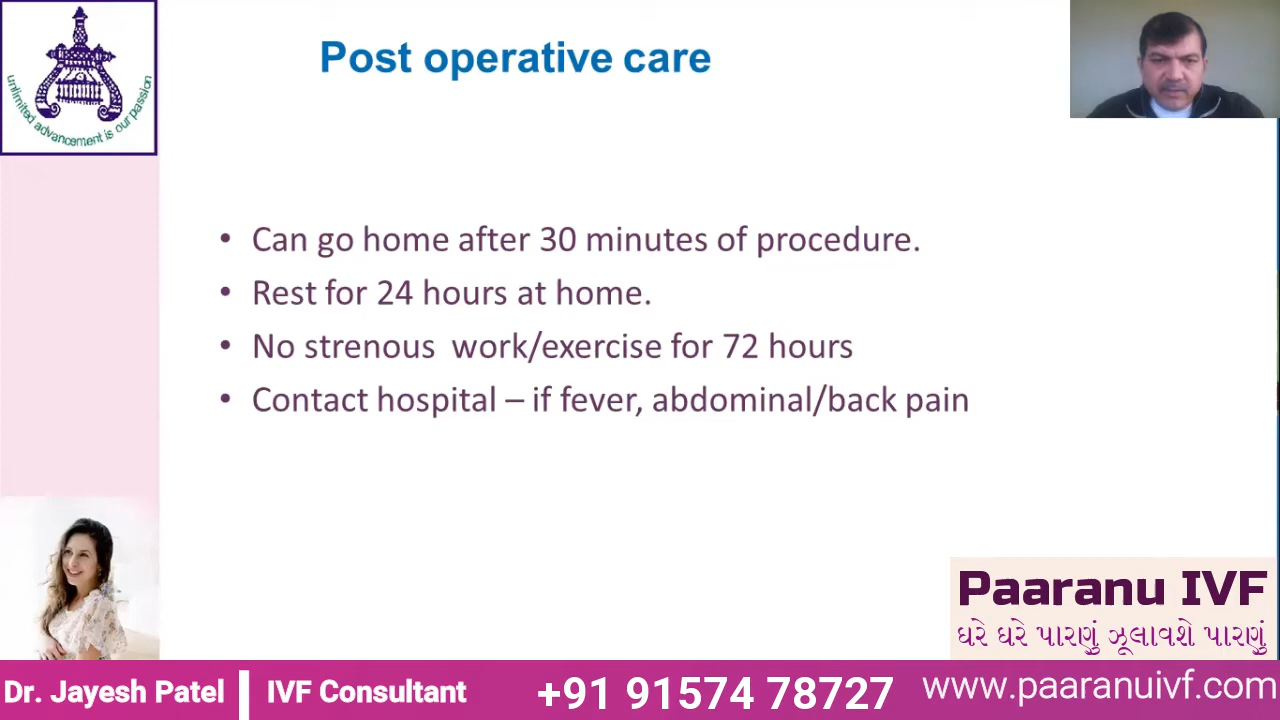 unlimited advancement is our passion
Post operative care
• Can go home after 30 minutes of procedure.
• Rest for 24 hours at home.
• No strenous work/exercise for 72 hours
• Contact hospital – if fever, abdominal/back pain
Paaranu IVF
ઘરે ઘરે પારણું ઝૂલાવશે પારણું
Dr. Jayesh Patel | IVF Consultant +91 91574 78727 www.paaranuivf.com